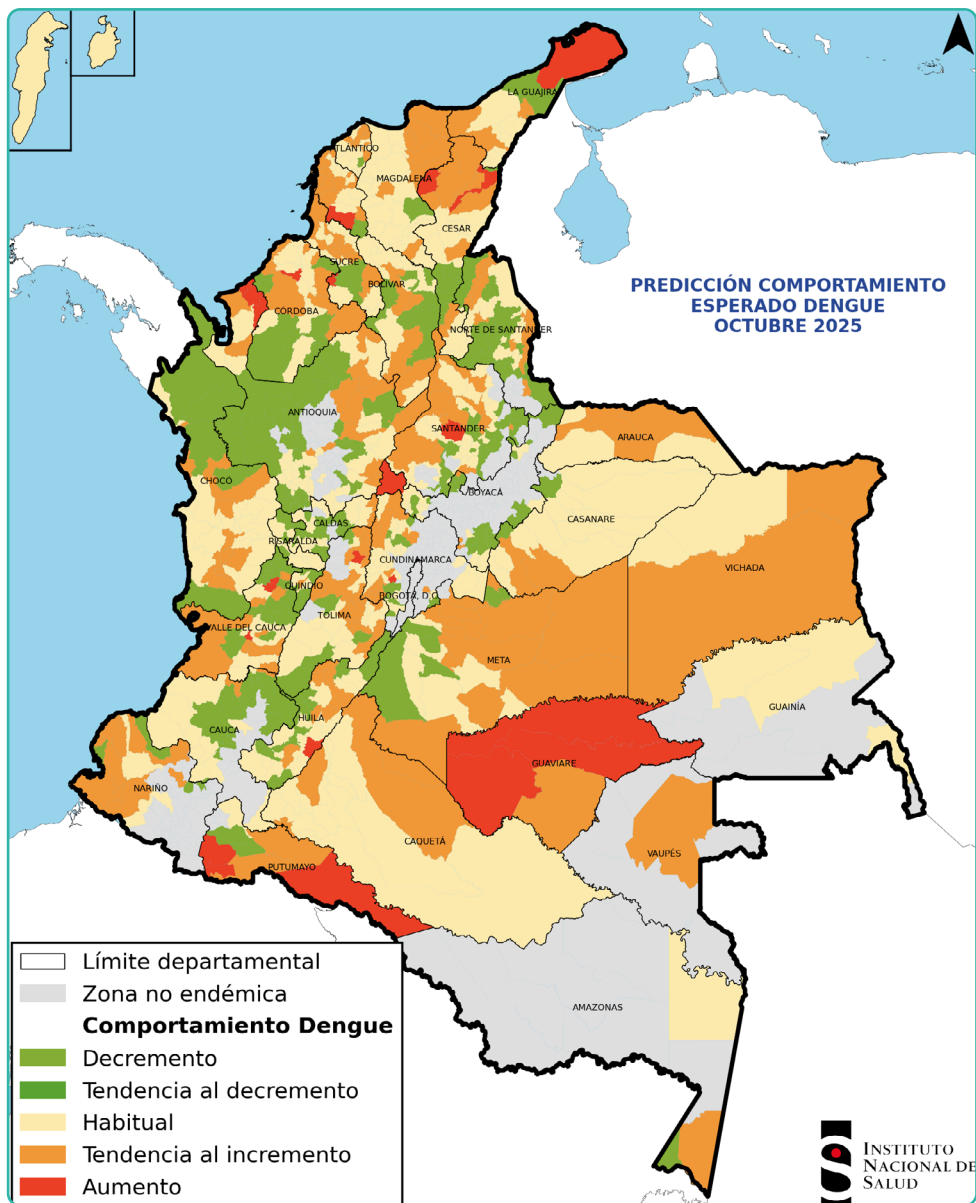 LA GUAJIRA
TLÁNTICO
MAGDALENA
CESAR
SUCRE
BOLÍVAR
CÓRDOBA
NORTE DE SANTANDER
PREDICCIÓN COMPORTAMIENTO
ESPERADO DENGUE
OCTUBRE 2025
ANTIOQUIA
SANTANDER
ARAUCA
CHOCÓ
BOYACÁ
CASANARE
CALDAS
RISARALDA
CUNDINAMARCA
VICHADA
QUINDÍO
BOGOTÁ, D.C.
TOLIMA
VALLE DEL CAUCA
META
GUAINÍA
HUILA
CAUCA
GUAVIARE
NARIÑO
CAQUETÁ
VAUPÉS
PUTUMAYO
AMAZONAS
Límite departamental
Zona no endémica
Comportamiento Dengue
Decremento
Tendencia al decremento
Habitual
Tendencia al incremento
Aumento
INSTITUTO
NACIONAL DE
SALUD